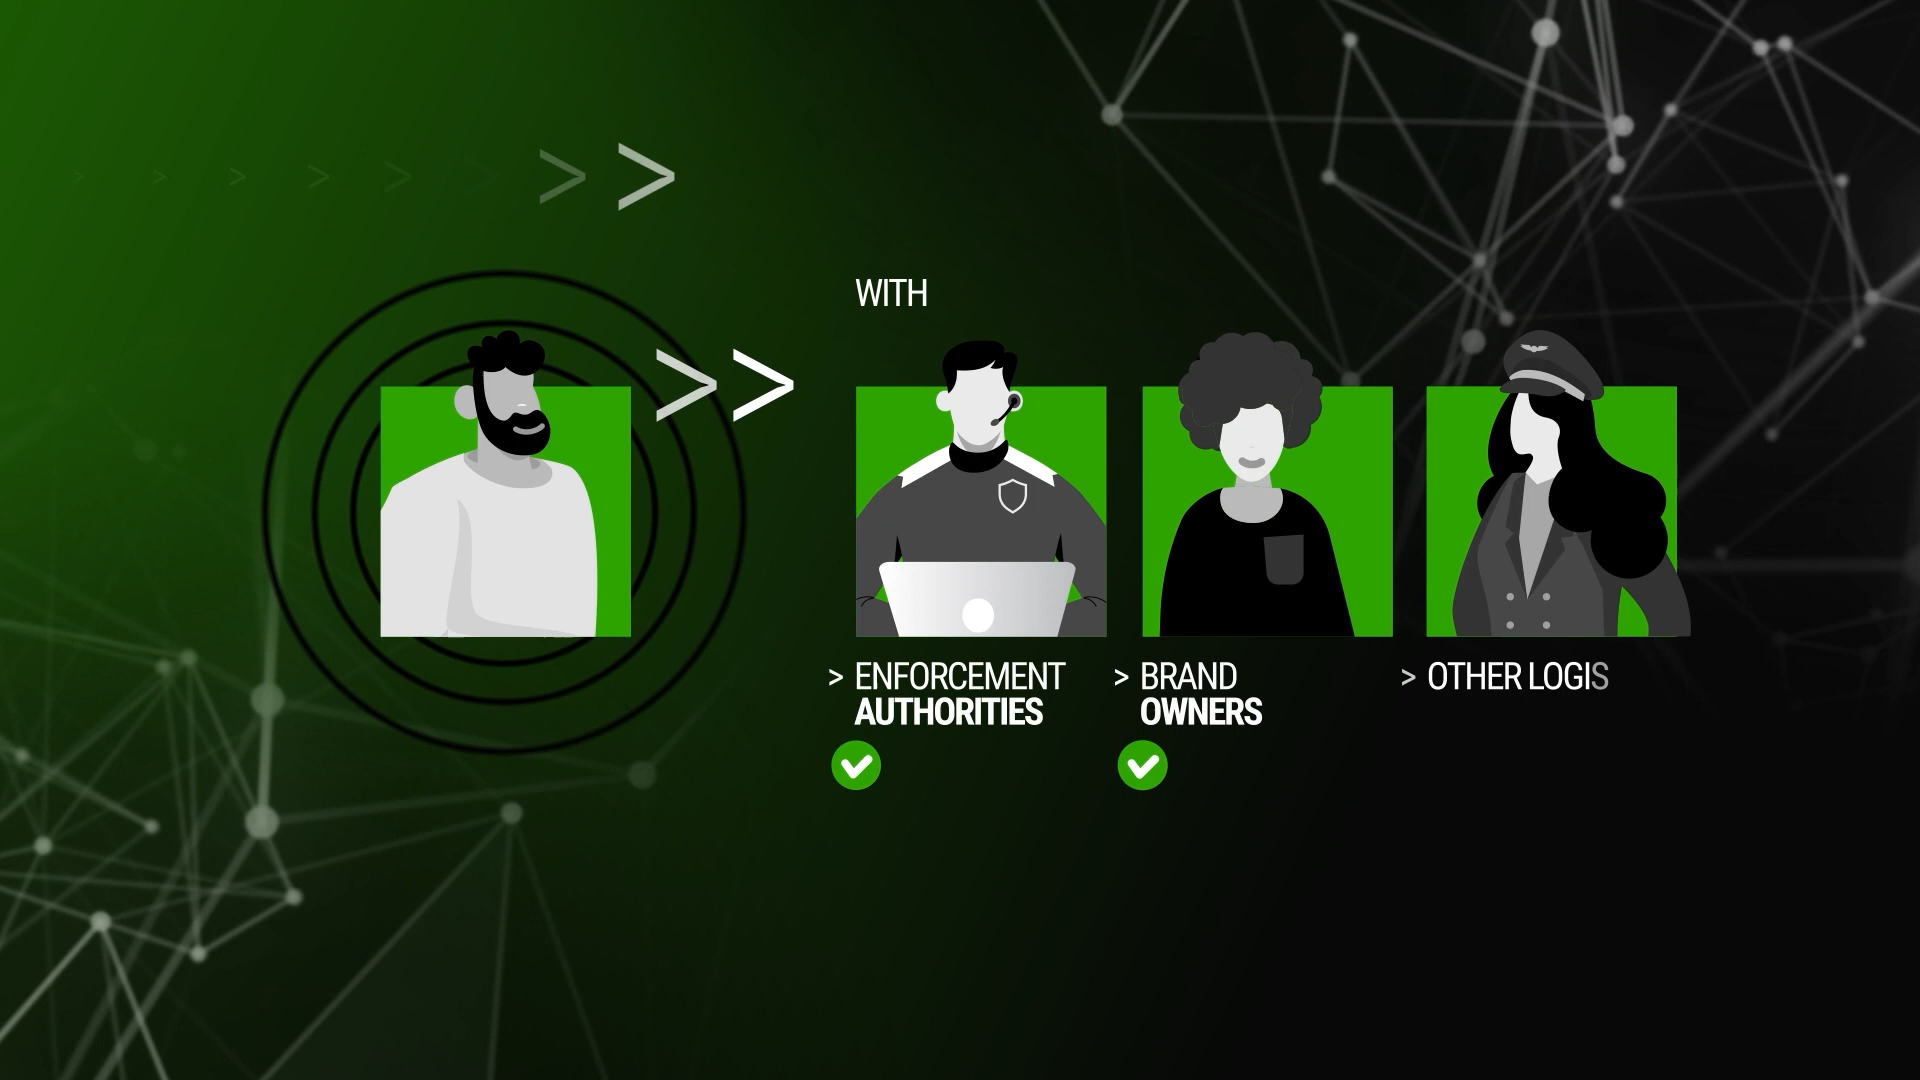 WITH
> ENFORCEMENT
AUTHORITIES
> BRAND
OWNERS
> OTHER LOGIS